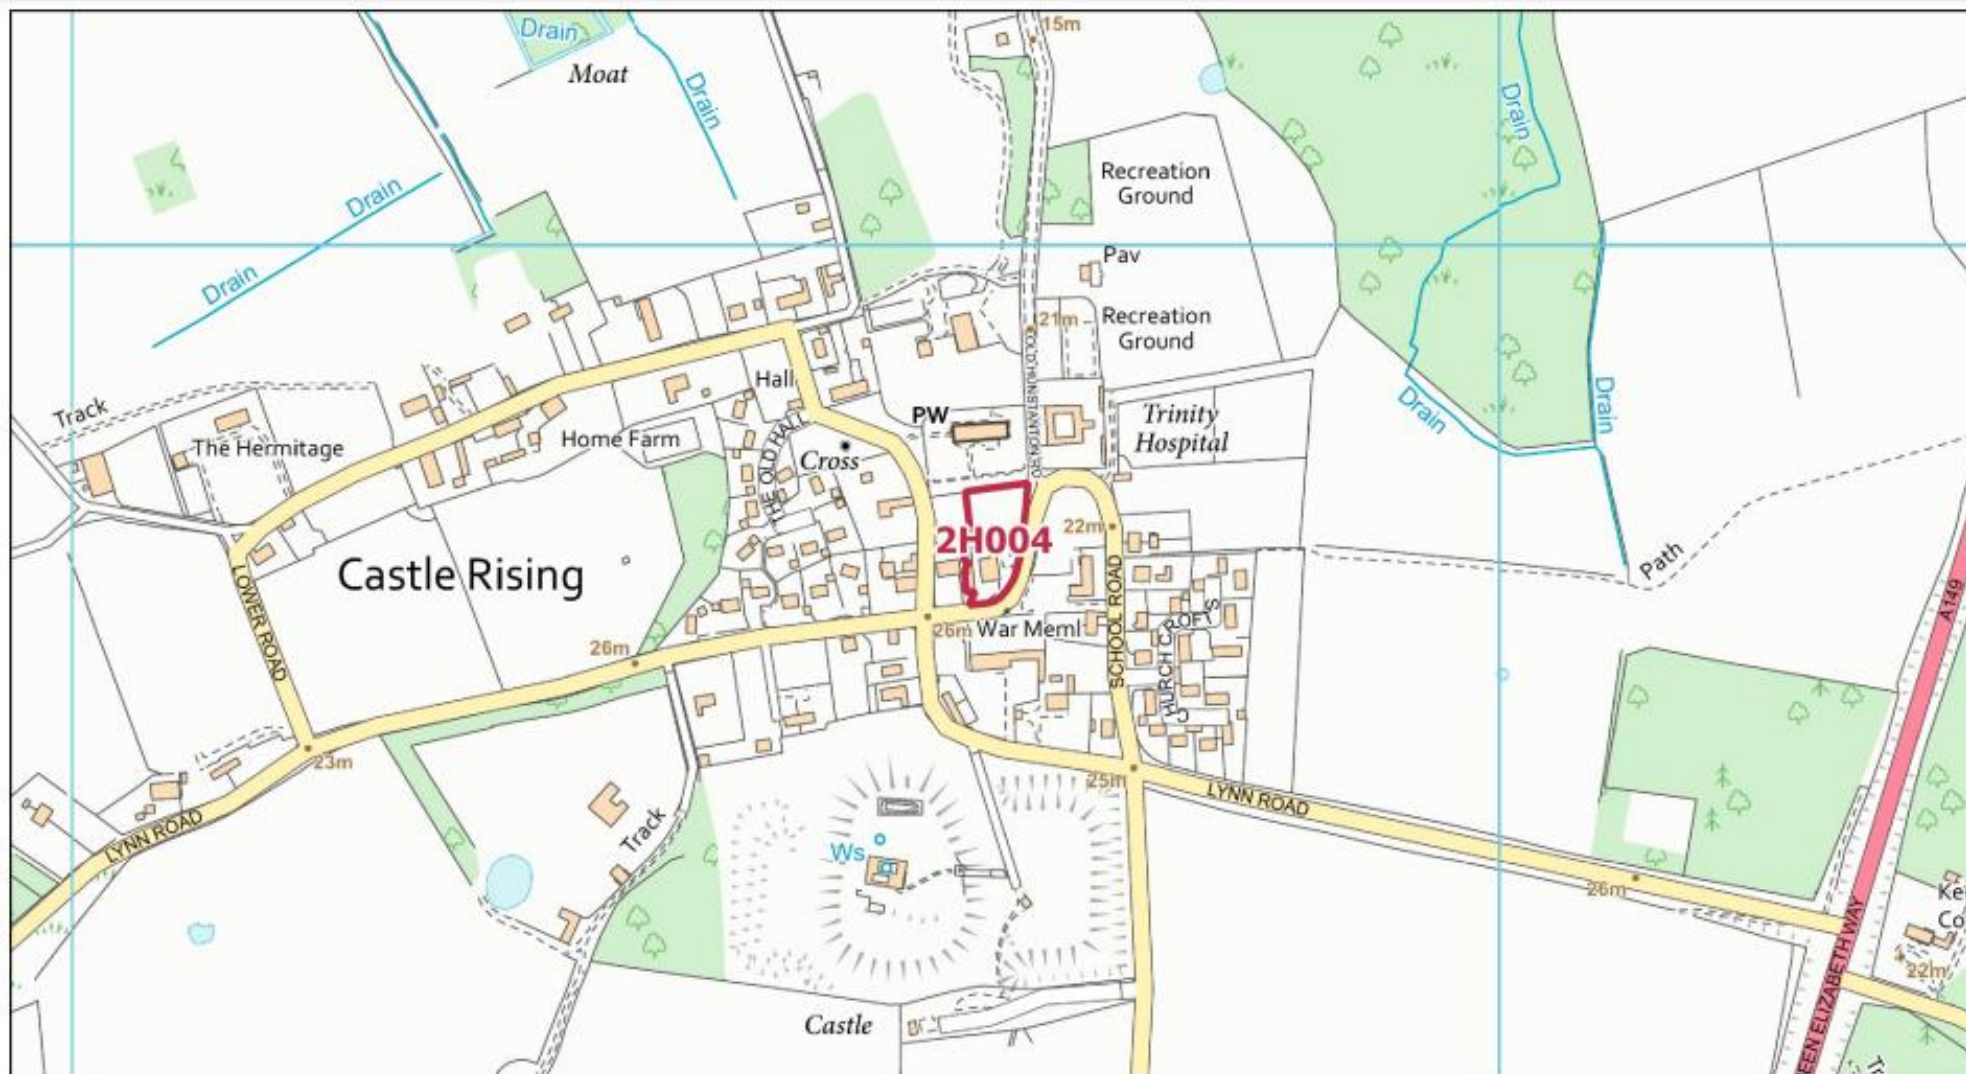 Drain
15m
Moat
Drain
Drain
Recreation
Ground
Drain
Drain
Pav
21m
Recreation
Ground
OLD HUNSTANTON RD
Hall
Track
The Hermitage
Home Farm
THE OLD HALL
PW
Cross
Trinity
Hospital
Drain
Drain
2H004
22m
Castle Rising
Path
A149
LOWER ROAD
SCHOOL ROAD
CHURCH CROFTS
26m
26m
War Meml
23m
25m
LYNN ROAD
LYNN ROAD
Track
Ws
26m
Ke
Co
22m
EEN ELIZABETH WAY
Castle